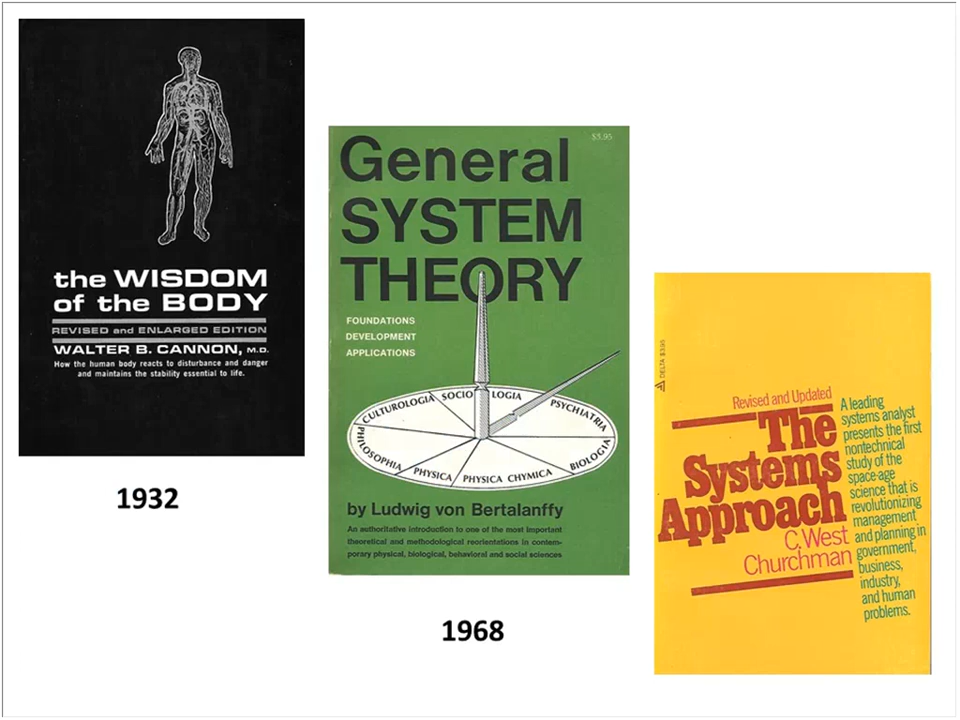 the WISDOM
of the BODY
REVISED and ENLARGED EDITION
WALTER B. CANNON, M.D.
How the human body reacts to disturbance and danger
and maintains the stability essential to life.
1932
$3.95
General
SYSTEM
THEORY
FOUNDATIONS
DEVELOPMENT
APPLICATIONS
CULTUROLOGIA
SOCIO LOGIA
PSYCHIATRIA
PHILOSOPHIA
PHYSICA
PHYSICA CHYMICA
BIOLOGIA
by Ludwig von Bertalanffy
An authoritative introduction to one of the most important
theoretical and methodological reorientations in contem-
porary physical, biological, behavioral and social sciences
1968
DELTA $3.95
Revised and Updated
The
Systems
Approach
C. West
Churchman
A leading
systems analyst
presents the first
nontechnical
study of the
space-age
science that is
revolutionizing
management
and planning in
government,
business,
industry,
and human
problems.